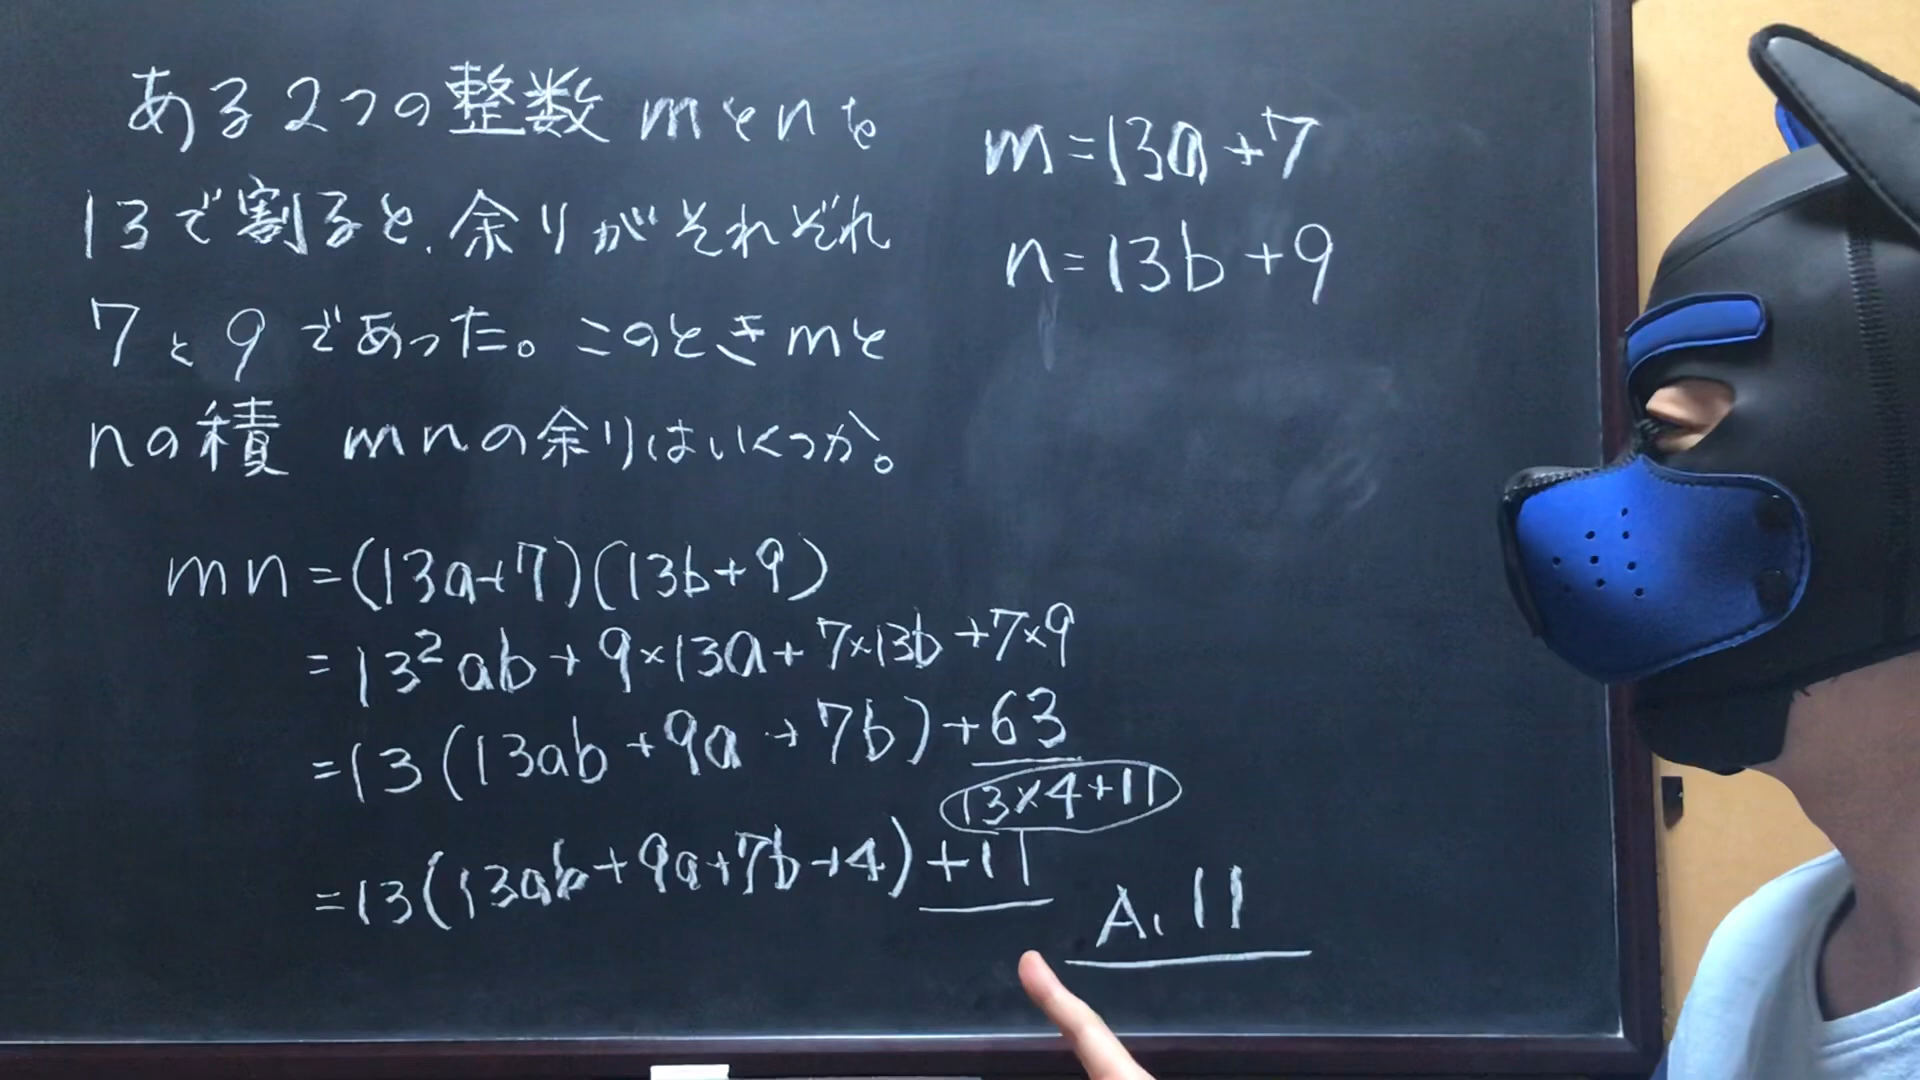 ある2つの整数 mとnを
13で割ると、余りがそれぞれ
7と9であった。このときmと
nの積 mnの余りはいくつか。
m=13a+7
n=13b+9
mn=(13a+7)(13b+9)
=13²ab+9×13a+7×13b+7×9
=13(13ab+9a+7b)+63
13×4+11
=13(13ab+9a+7b+4)+11
A, 11